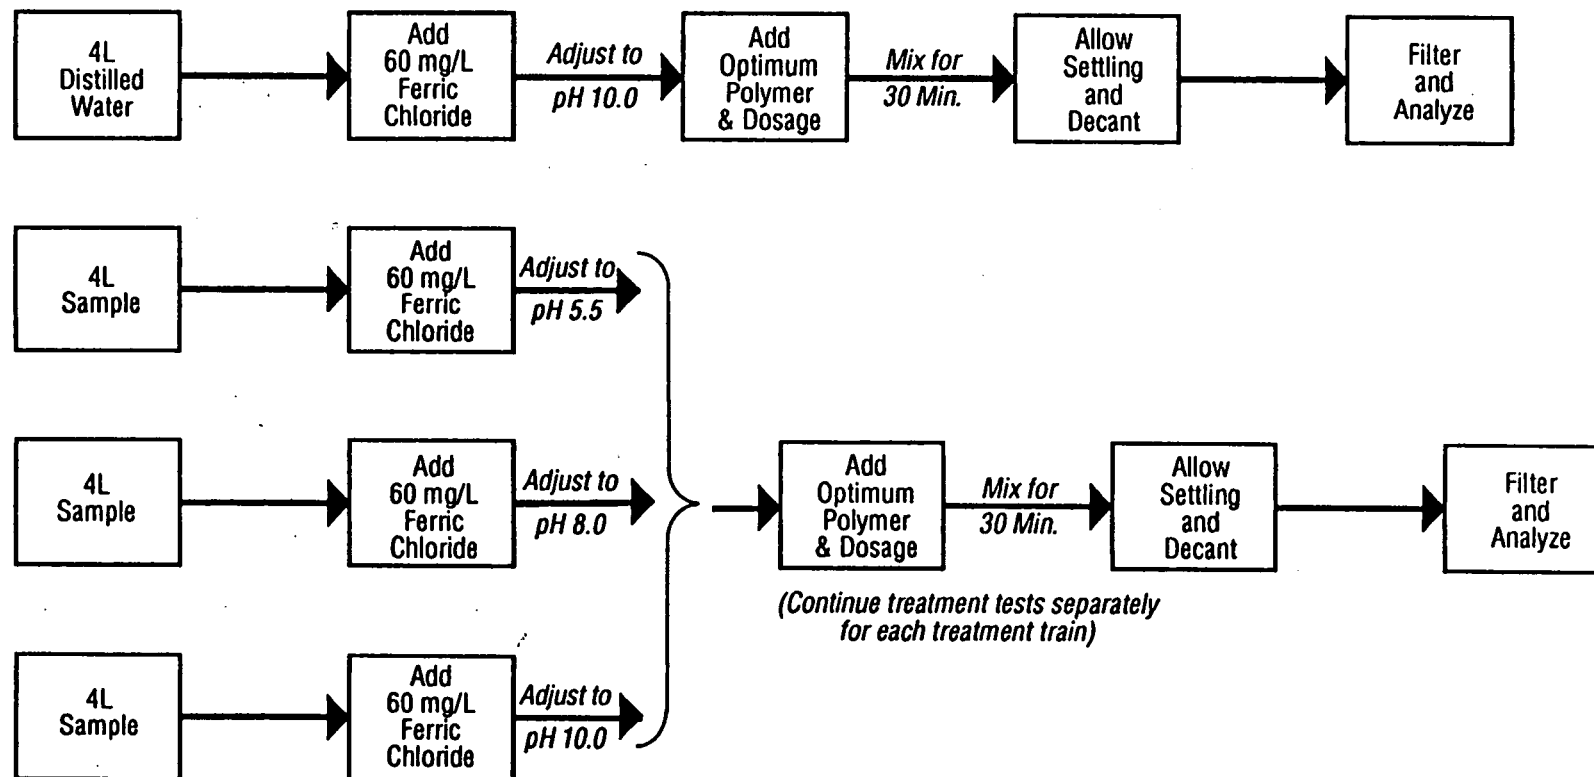 4L
Distilled
Water
Add
60 mg/L
Ferric
Chloride
Adjust to
pH 10.0
Add
Optimum
Polymer
& Dosage
Mix for
30 Min.
Allow
Settling
and
Decant
Filter
and
Analyze
4L
Sample
Add
60 mg/L
Ferric
Chloride
Adjust to
pH 5.5
4L
Sample
Add
60 mg/L
Ferric
Chloride
Adjust to
pH 8.0
4L
Sample
Add
60 mg/L
Ferric
Chloride
Adjust to
pH 10.0
Add
Optimum
Polymer
& Dosage
Mix for
30 Min.
Allow
Settling
and
Decant
Filter
and
Analyze
(Continue treatment tests separately
for each treatment train)